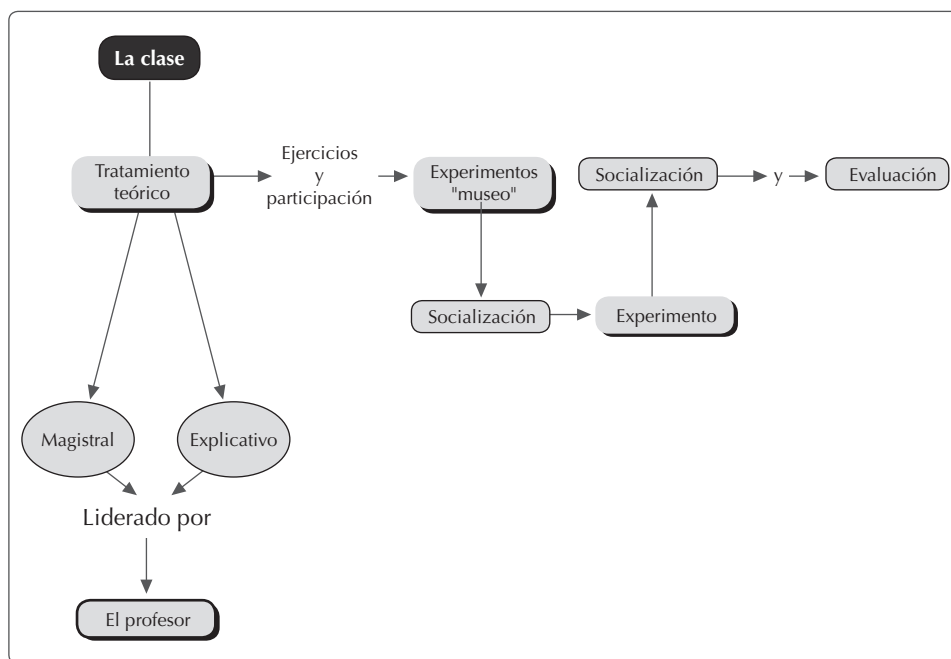 La clase
Tratamiento
teórico
Ejercicios
y
participación
Experimentos
"museo"
Socialización
y
Evaluación
Socialización
Experimento
Magistral
Explicativo
Liderado por
El profesor